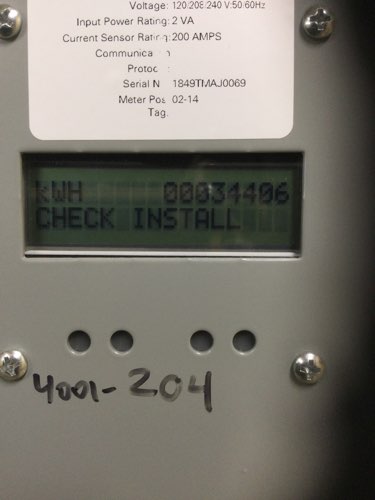 Voltage: 120:208:240 V:50:60Hz
Input Power Rating: 2 VA
Current Sensor Rating: 200 AMPS
Serial N 1849TMAJ0069
Meter Pos 02-14
Tag.
kWH 00034406
CHECK INSTALL
4001-204